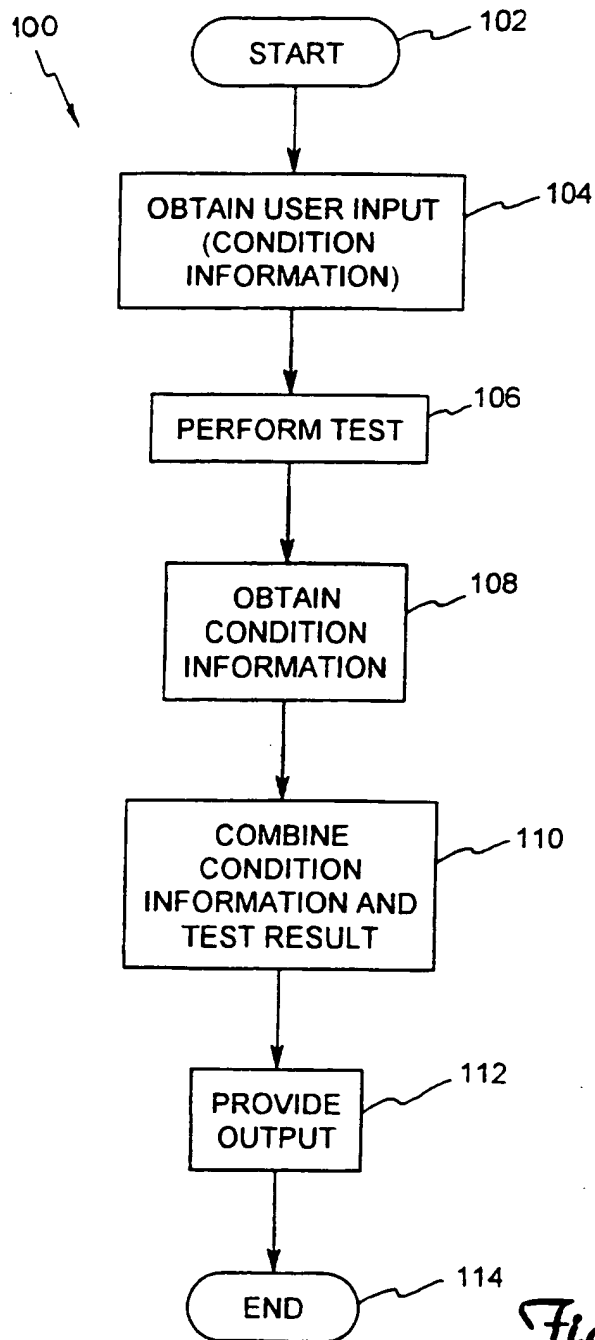 100
START
102
OBTAIN USER INPUT
(CONDITION
INFORMATION)
104
PERFORM TEST
106
OBTAIN
CONDITION
INFORMATION
108
COMBINE
CONDITION
INFORMATION AND
TEST RESULT
110
PROVIDE
OUTPUT
112
END
114